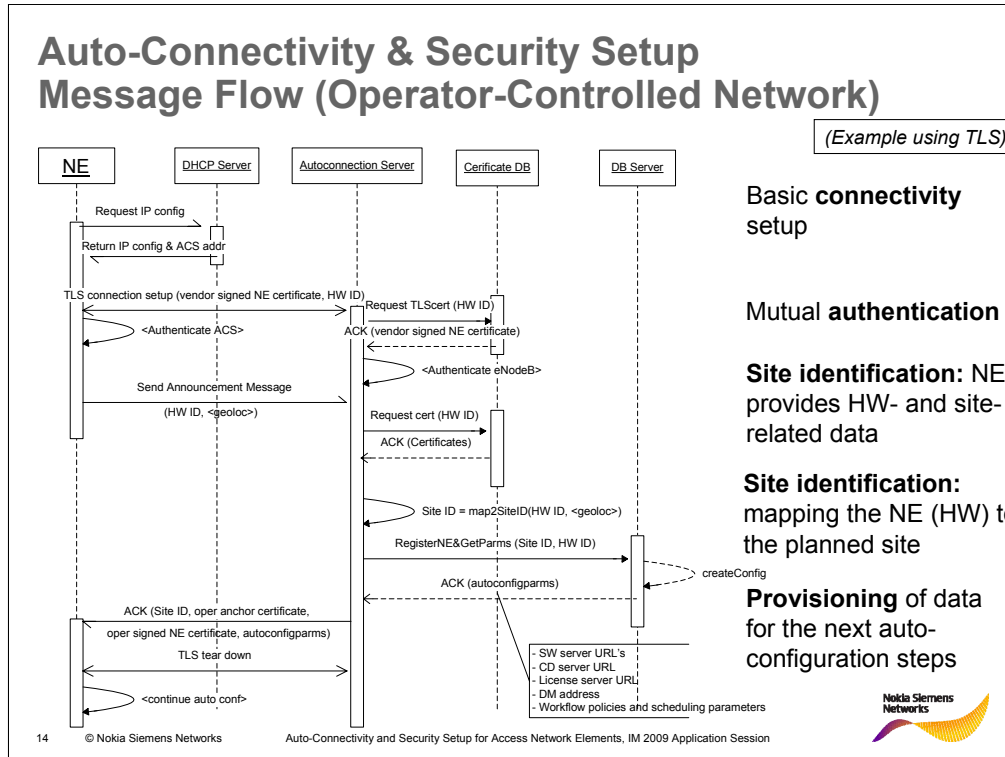 Auto-Connectivity & Security Setup
Message Flow (Operator-Controlled Network)
(Example using TLS)
NE
DHCP Server
Autoconnection Server
Cerificate DB
DB Server
Request IP config
Return IP config & ACS addr
TLS connection setup (vendor signed NE certificate, HW ID)
Request TLScert (HW ID)
<Authenticate ACS>
ACK (vendor signed NE certificate)
<Authenticate eNodeB>
Send Announcement Message
(HW ID, <geoloc>)
Request cert (HW ID)
ACK (Certificates)
Site ID = map2SiteID(HW ID, <geoloc>)
RegisterNE&GetParms (Site ID, HW ID)
createConfig
ACK (autoconfigparms)
ACK (Site ID, oper anchor certificate,
oper signed NE certificate, autoconfigparms)
TLS tear down
<continue auto conf>
- SW server URL's
- CD server URL
- License server URL
- DM address
- Workflow policies and scheduling parameters
Basic connectivity
setup
Mutual authentication
Site identification: NE
provides HW- and site-
related data
Site identification:
mapping the NE (HW) t
the planned site
Provisioning of data
for the next auto-
configuration steps
Nokia Siemens
Networks
14 © Nokia Siemens Networks Auto-Connectivity and Security Setup for Access Network Elements, IM 2009 Application Session